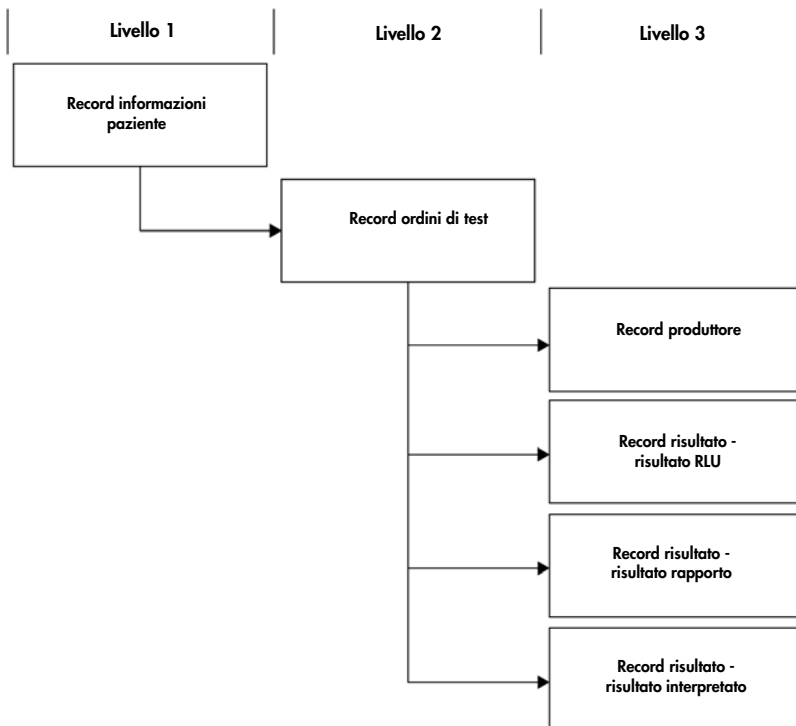 Livello 1
Livello 2
Livello 3
Record informazioni
paziente
Record ordini di test
Record produttore
Record risultato -
risultato RLU
Record risultato -
risultato rapporto
Record risultato -
risultato interpretato